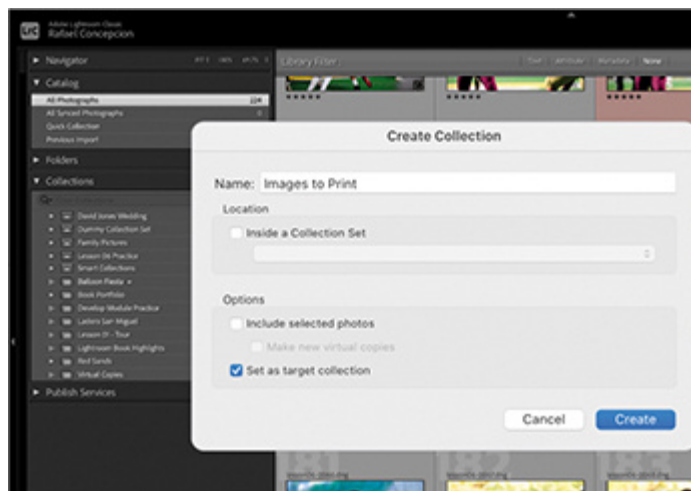 LrC
Adobe Lightroom Classic
Rafael Concepcion
Navigator
Library Filter
Text Attribute Metadata None
Catalog
All Photographs
All Synced Photographs
Quick Collection
Previous Import
Folders
Collections
David Jones Wedding
Dummy Collection Set
Family Pictures
Lesson 06 Practice
Smart Collections
Balloon Fiesta +
Book Portfolio
Develop Module Practice
Ladero San Miguel
Lesson 01 - Tour
Lightroom Book Highlights
Red Sands
Virtual Copies
Publish Services
Create Collection
Name: Images to Print
Location
Inside a Collection Set
Options
Include selected photos
Make new virtual copies
Set as target collection
Cancel Create